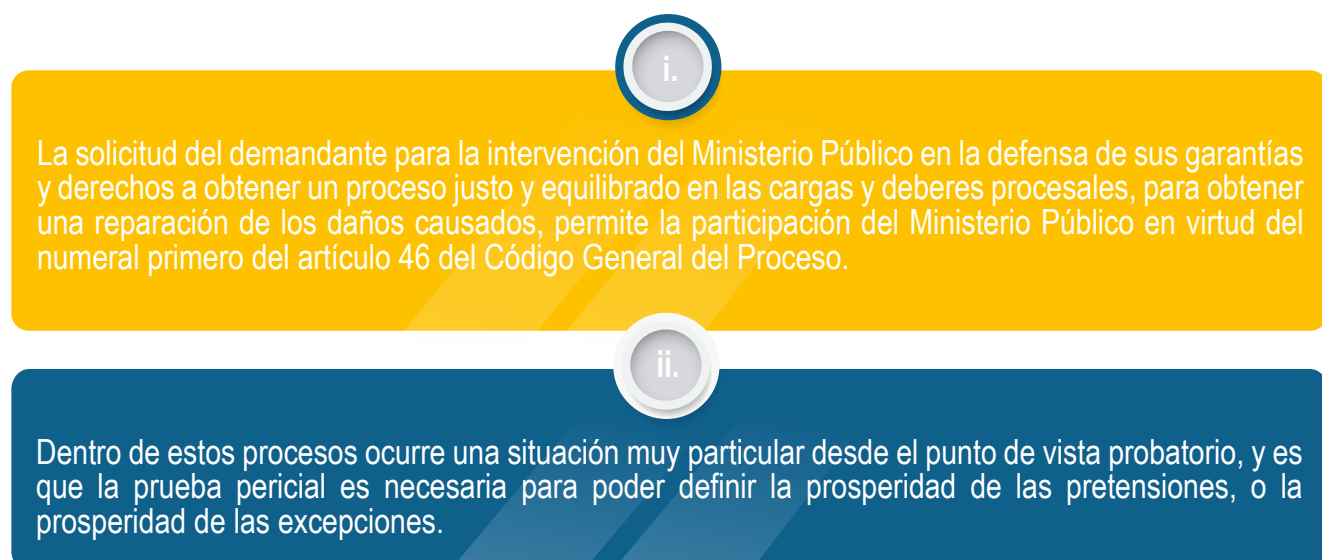 i.
La solicitud del demandante para la intervención del Ministerio Público en la defensa de sus garantías
y derechos a obtener un proceso justo y equilibrado en las cargas y deberes procesales, para obtener
una reparación de los daños causados, permite la participación del Ministerio Público en virtud del
numeral primero del artículo 46 del Código General del Proceso.
ii.
Dentro de estos procesos ocurre una situación muy particular desde el punto de vista probatorio, y es
que la prueba pericial es necesaria para poder definir la prosperidad de las pretensiones, o la
prosperidad de las excepciones.